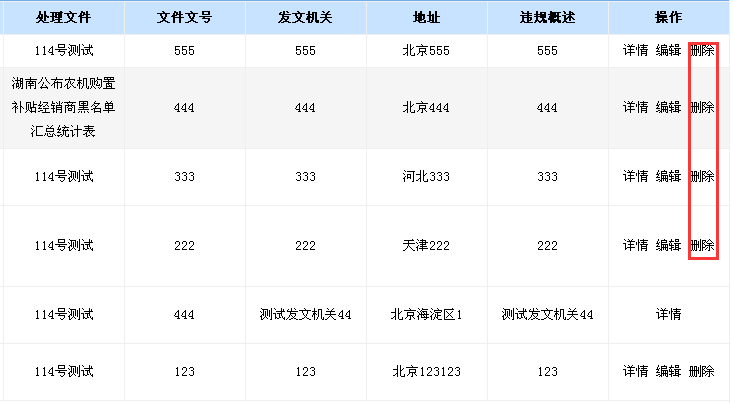 处理文件 文件文号 发文机关 地址 违规概述 操作
114号测试 555 555 北京555 555 详情 编辑 删除
湖南公布农机购置
补贴经销商黑名单 444 444 北京444 444 详情 编辑 删除
汇总统计表
114号测试 333 333 河北333 333 详情 编辑 删除
114号测试 222 222 天津222 222 详情 编辑 删除
114号测试 444 测试发文机关44 北京海淀区1 测试发文机关44 详情
114号测试 123 123 北京123123 123 详情 编辑 删除